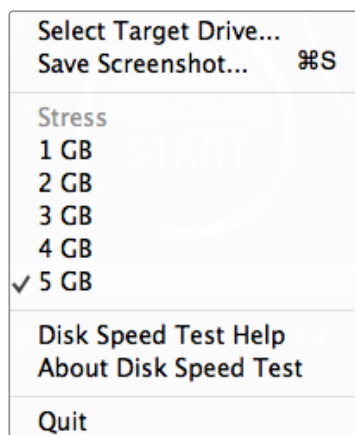 Select Target Drive...
Save Screenshot... ⌘S
Stress
START
1 GB
2 GB
3 GB
4 GB
✓ 5 GB
Disk Speed Test Help
About Disk Speed Test
Quit